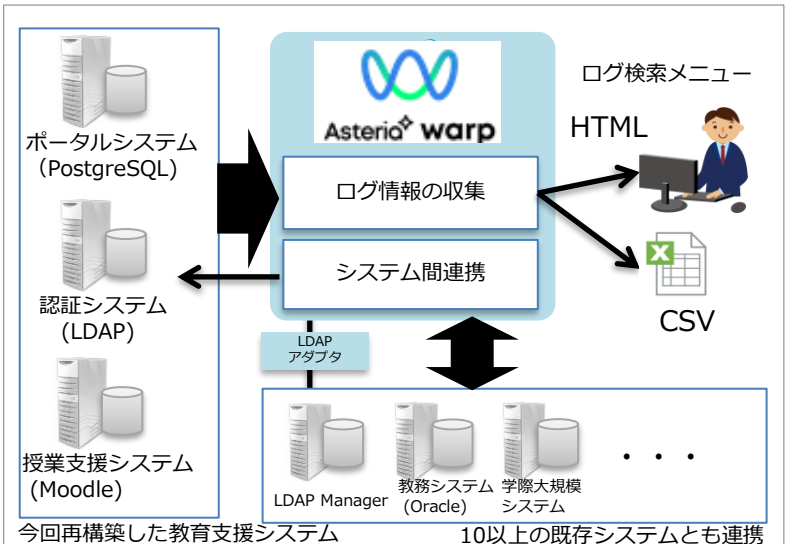 ポータルシステム
(PostgreSQL)
認証システム
(LDAP)
授業支援システム
(Moodle)
今回再構築した教育支援システム
Asteria warp
ログ情報の収集
システム間連携
LDAP
アダプタ
ログ検索メニュー
HTML
CSV
LDAP Manager
教務システム
(Oracle)
学際大規模
システム
・・・
10以上の既存システムとも連携